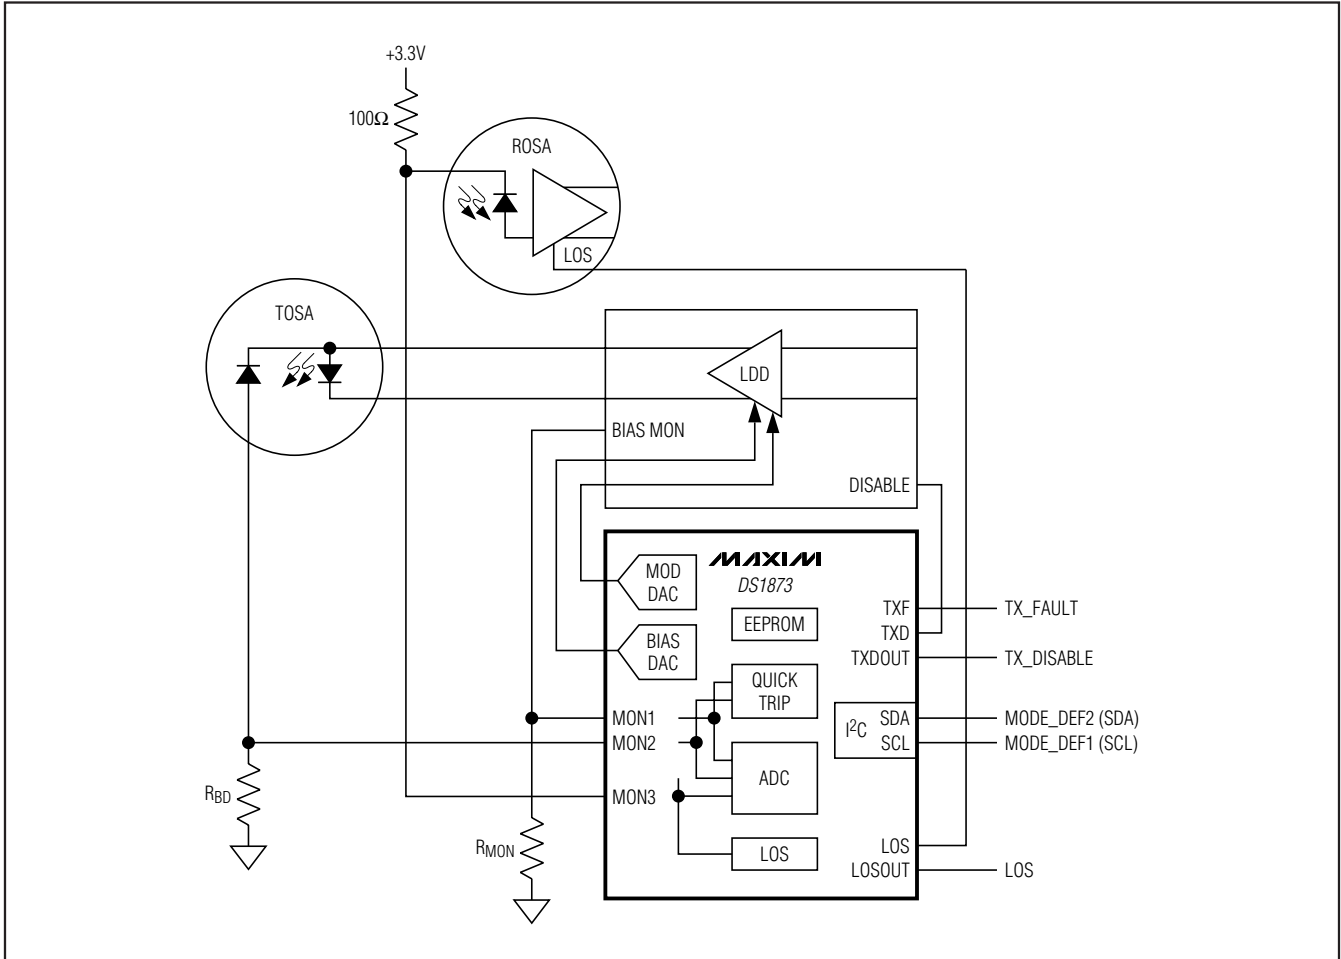 +3.3V
100Ω
ROSA
LOS
TOSA
LDD
BIAS MON
DISABLE
MAXIM
DS1873
MOD
DAC
EEPROM
BIAS
DAC
QUICK
TRIP
TXF
TX_FAULT
TXD
TXDOUT
TX_DISABLE
MON1
MON2
MON3
ADC
LOS
I²C
SDA
SCL
MODE_DEF2 (SDA)
MODE_DEF1 (SCL)
RBD
RMON
LOS
LOSOUT
LOS